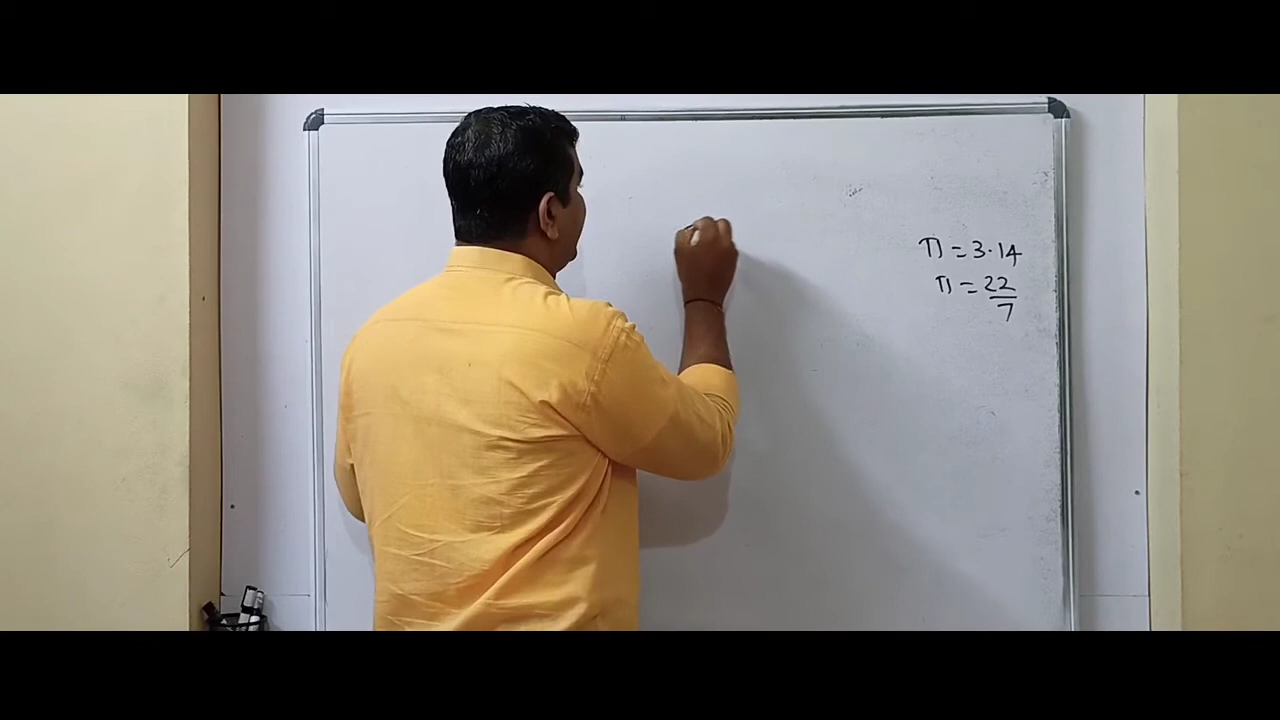 π = 3.14
π = 22/7